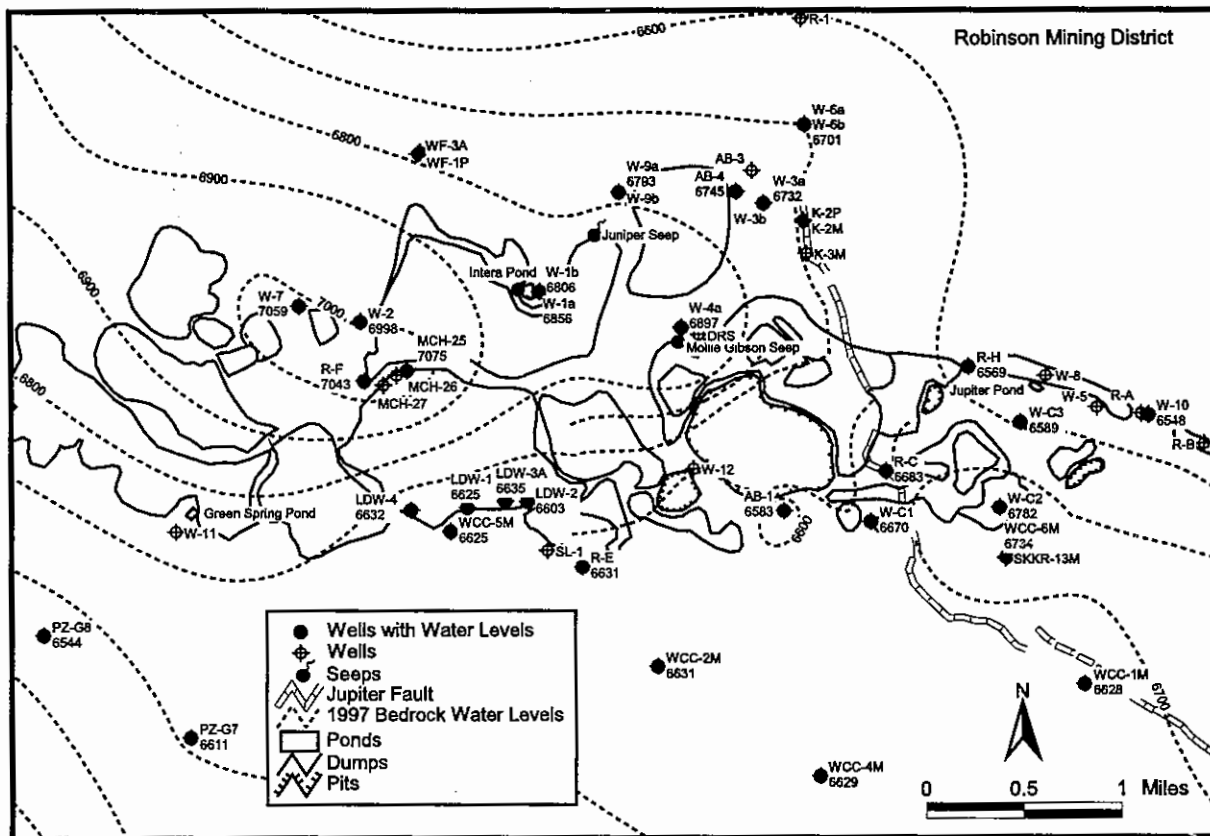 R-1
6500
Robinson Mining District
W-6a
W-6b
6701
6800
WF-3A
WF-1P
W-9a
6793
W-9b
AB-3
AB-4
6745
W-3a
6732
W-3b
6900
K-2P
K-2M
Juniper Seep
K-3M
Intera Pond
W-1b
6806
W-1a
6856
6900
W-7
7059
7000
W-2
6998
W-4a
6897
Mollie Gibson Seep
MCH-25
7075
R-F
7043
MCH-26
MCH-27
R-H
6569
Jupiter Pond
W-8
W-5
R-A
W-10
6548
W-C3
6589
R-B
6800
W-12
R-C
6683
LDW-4
6632
LDW-1
6625
LDW-3A
6635
LDW-2
6603
WCC-5M
6625
AB-1
6583
6600
W-C1
6670
W-C2
6782
WCC-6M
6734
SKKR-13M
Green Spring Pond
W-11
SL-1
R-E
6631
PZ-G8
6544
WCC-2M
6631
WCC-1M
6628
6700
PZ-G7
6611
WCC-4M
6629
Wells with Water Levels
Wells
Seeps
Jupiter Fault
1997 Bedrock Water Levels
Ponds
Dumps
Pits
N
0 0.5 1 Miles